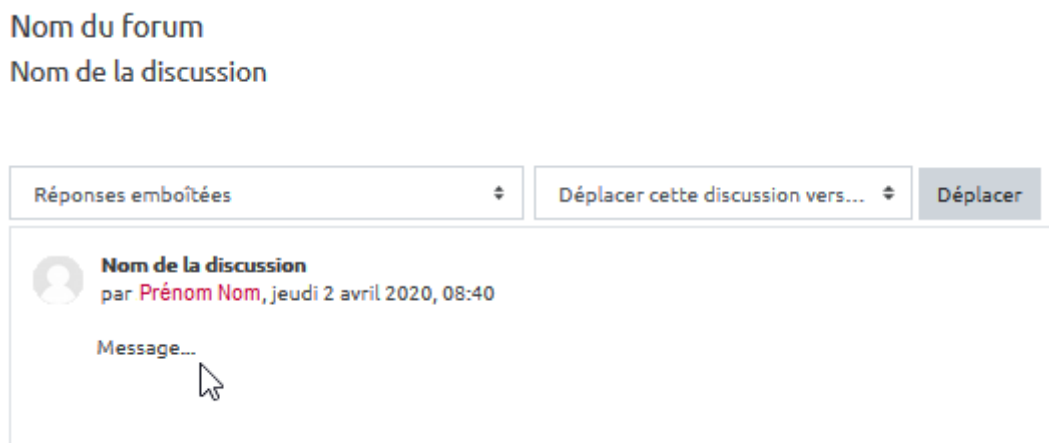 Nom du forum
Nom de la discussion
Réponses emboîtées
Déplacer cette discussion vers...
Déplacer
Nom de la discussion
par Prénom Nom, jeudi 2 avril 2020, 08:40
Message...